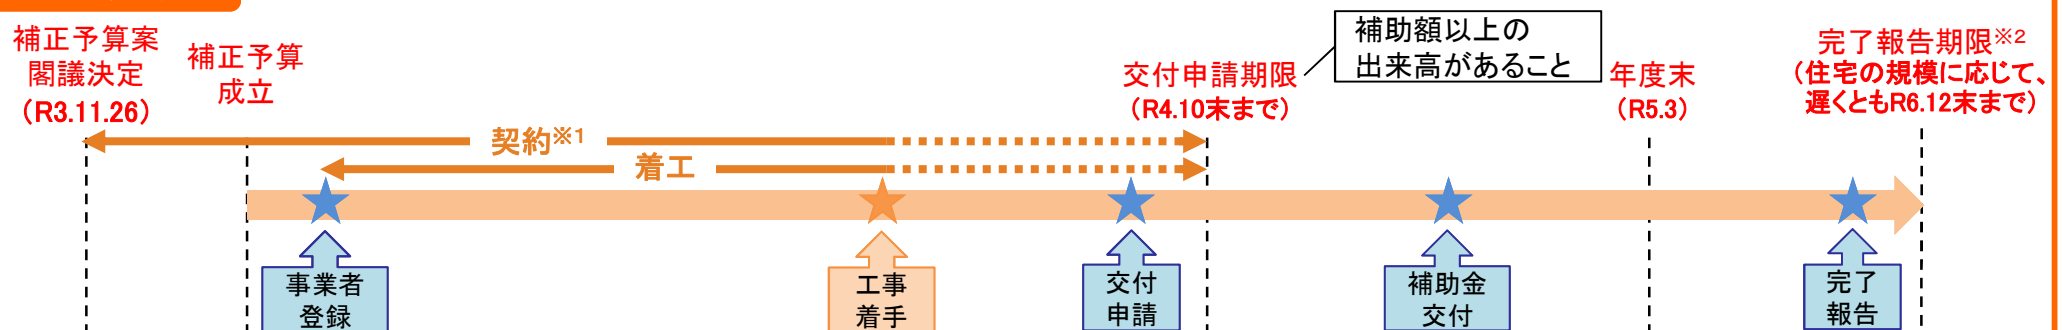 補正予算案
閣議決定
（R3.11.26）
補正予算
成立
交付申請期限
（R4.10末まで）
補助額以上の
出来高があること
年度末
（R5.3）
完了報告期限※2
（住宅の規模に応じて、
遅くともR6.12末まで）
契約※1
着工
事業者
登録
工事
着手
交付
申請
補助金
交付
完了
報告